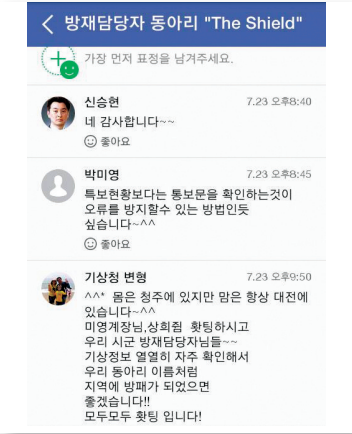 방재담당자 동아리 "The Shield"
가장 먼저 표정을 남겨주세요.
신승현
7.23 오후8:40
네 감사합니다~~
좋아요
박미영
7.23 오후8:45
특보현황보다는 통보문을 확인하는것이
오류를 방지할수 있는 방법인듯
싶습니다~^^
좋아요
기상청 변형
7.23 오후9:50
^^* 몸은 청주에 있지만 맘은 항상 대전에
있습니다~^^
미영계장님,상희쥠 홧팅하시고
우리 시군 방재담당자님들~~
기상정보 열열히 자주 확인해서
우리 동아리 이름처럼
지역에 방패가 되었으면
좋겠습니다!!
모두모두 홧팅 입니다!